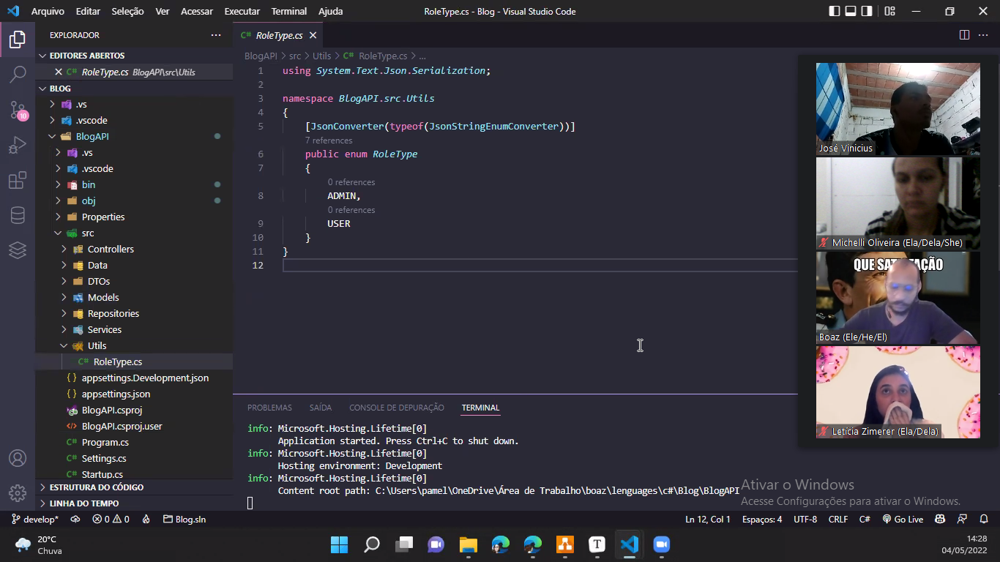 Arquivo Editar Seleção Ver Acessar Executar Terminal Ajuda RoleType.cs - Blog - Visual Studio Code
EXPLORADOR
EDITORES ABERTOS
C# RoleType.cs BlogAPI\src\Utils
BLOG
.vs
.vscode
BlogAPI
.vs
.vscode
bin
obj
Properties
src
Controllers
Data
DTOs
Models
Repositories
Services
Utils
C# RoleType.cs
{} appsettings.Development.json
{} appsettings.json
BlogAPI.csproj
BlogAPI.csproj.user
C# Program.cs
C# Settings.cs
C# Startup.cs
ESTRUTURA DO CÓDIGO
LINHA DO TEMPO
10
C# RoleType.cs
BlogAPI > src > Utils > C# RoleType.cs > ...
1 using System.Text.Json.Serialization;
2
3 namespace BlogAPI.src.Utils
4 {
5 [JsonConverter(typeof(JsonStringEnumConverter))]
7 references
6 public enum RoleType
7 {
0 references
8 ADMIN,
0 references
9 USER
10 }
11 }
12
PROBLEMAS SAÍDA CONSOLE DE DEPURAÇÃO TERMINAL
info: Microsoft.Hosting.Lifetime[0]
Application started. Press Ctrl+C to shut down.
info: Microsoft.Hosting.Lifetime[0]
Hosting environment: Development
info: Microsoft.Hosting.Lifetime[0]
Content root path: C:\Users\pamel\OneDrive\Área de Trabalho\boaz\lenguages\c#\Blog\BlogAPI
José Vinicius
Michelli Oliveira (Ela/Dela/She)
QUE SAT AÇÃO
Boaz (Ele/He/El)
Letícia Zimerer (Ela/Dela)
Ativar o Windows
Acesse Configurações para ativar o Windows.
develop* 0 0 Blog.sln Ln 12, Col 1 Espaços: 4 UTF-8 CRLF C# Go Live
20°C
Chuva
T
14:28
04/05/2022